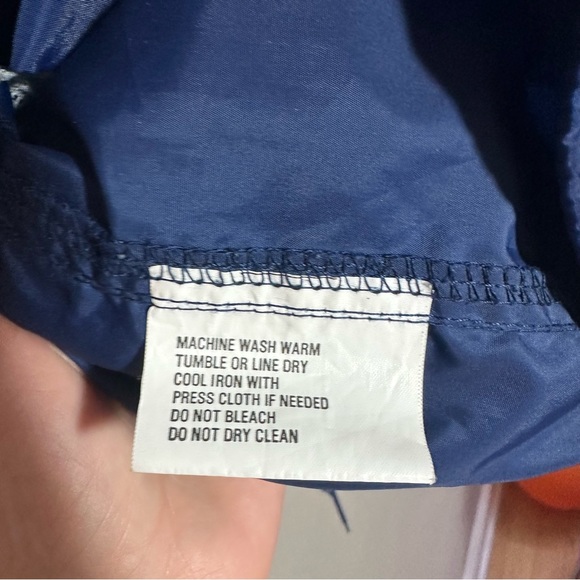 MACHINE WASH WARM
TUMBLE OR LINE DRY
COOL IRON WITH
PRESS CLOTH IF NEEDED
DO NOT BLEACH
DO NOT DRY CLEAN